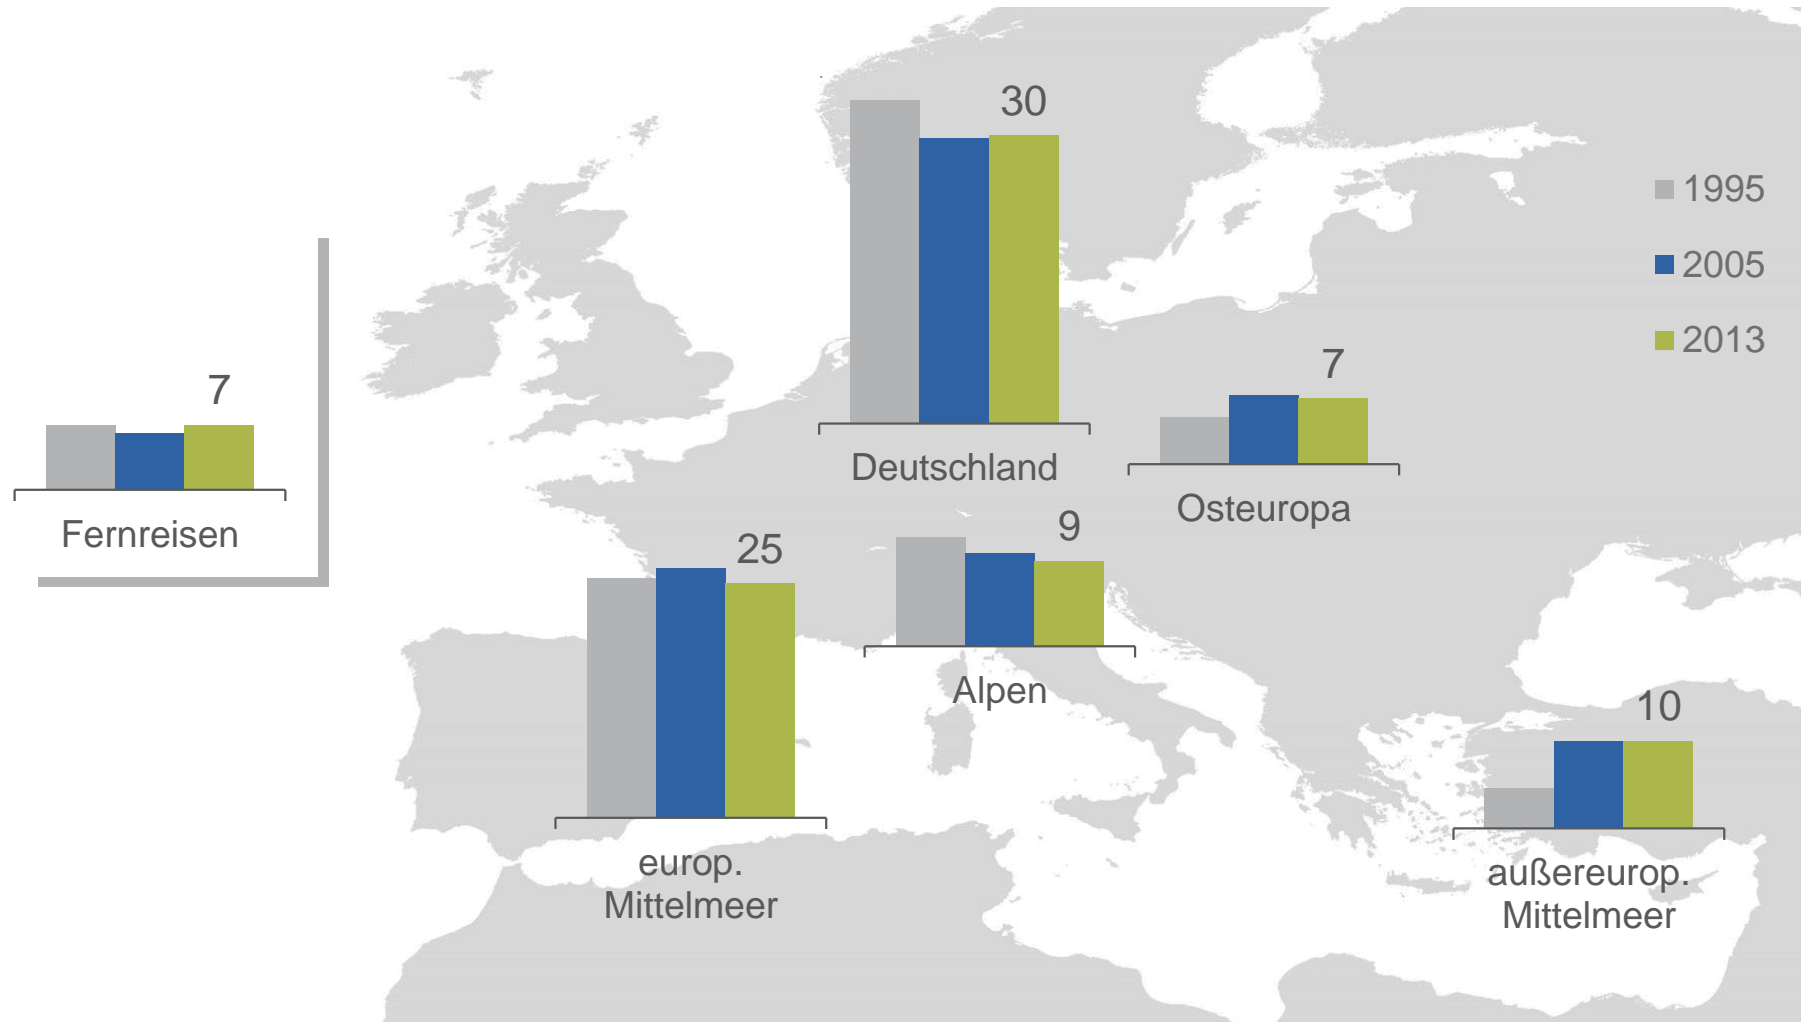 30
1995
2005
2013
7
Deutschland
7
Osteuropa
Fernreisen
9
25
Alpen
10
europ.
Mittelmeer
außereurop.
Mittelmeer